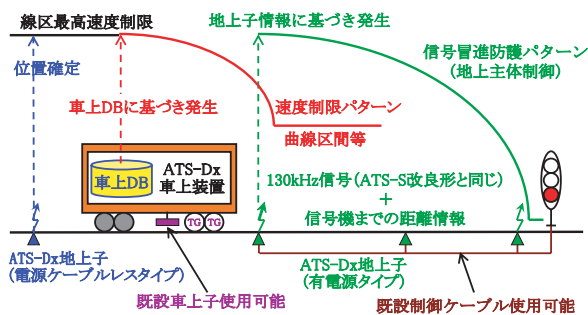 線区最高速度制限
地上子情報に基づき発生
位置確定
信号冒進防護パターン
(地上主体制御)
車上DBに基づき発生
速度制限パターン
曲線区間等
車上DB
ATS-Dx
車上装置
130kHz信号(ATS-S改良形と同じ)
+
信号機までの距離情報
TG TG
ATS-Dx地上子
(電源ケーブルレスタイプ)
ATS-Dx地上子
(有電源タイプ)
既設車上子使用可能
既設制御ケーブル使用可能